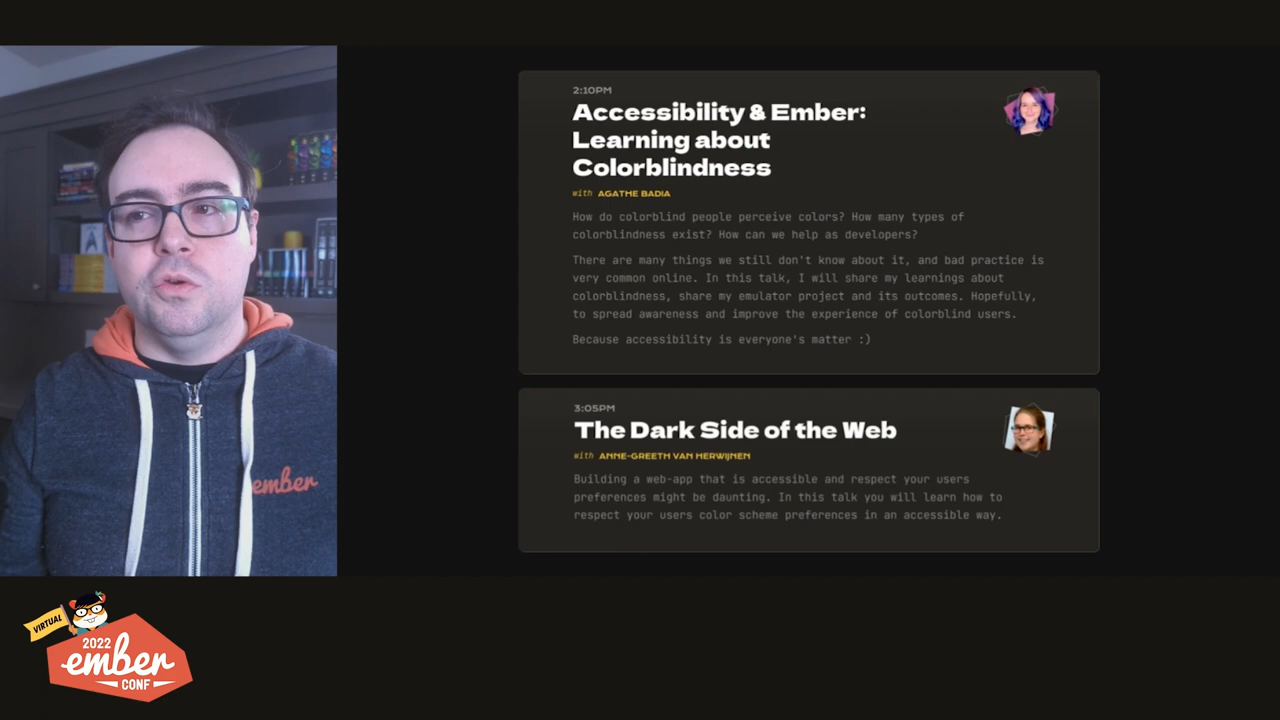 2:10PM
Accessibility & Ember:
Learning about
Colorblindness
with AGATHE BADIA
How do colorblind people perceive colors? How many types of
colorblindness exist? How can we help as developers?
There are many things we still don't know about it, and bad practice is
very common online. In this talk, I will share my learnings about
colorblindness, share my emulator project and its outcomes. Hopefully,
to spread awareness and improve the experience of colorblind users.
Because accessibility is everyone's matter :)
3:05PM
The Dark Side of the Web
with ANNE-GREETH VAN HERWIJNEN
Building a web-app that is accessible and respect your users
preferences might be daunting. In this talk you will learn how to
respect your users color scheme preferences in an accessible way.
ember
VIRTUAL
2022
ember
CONF